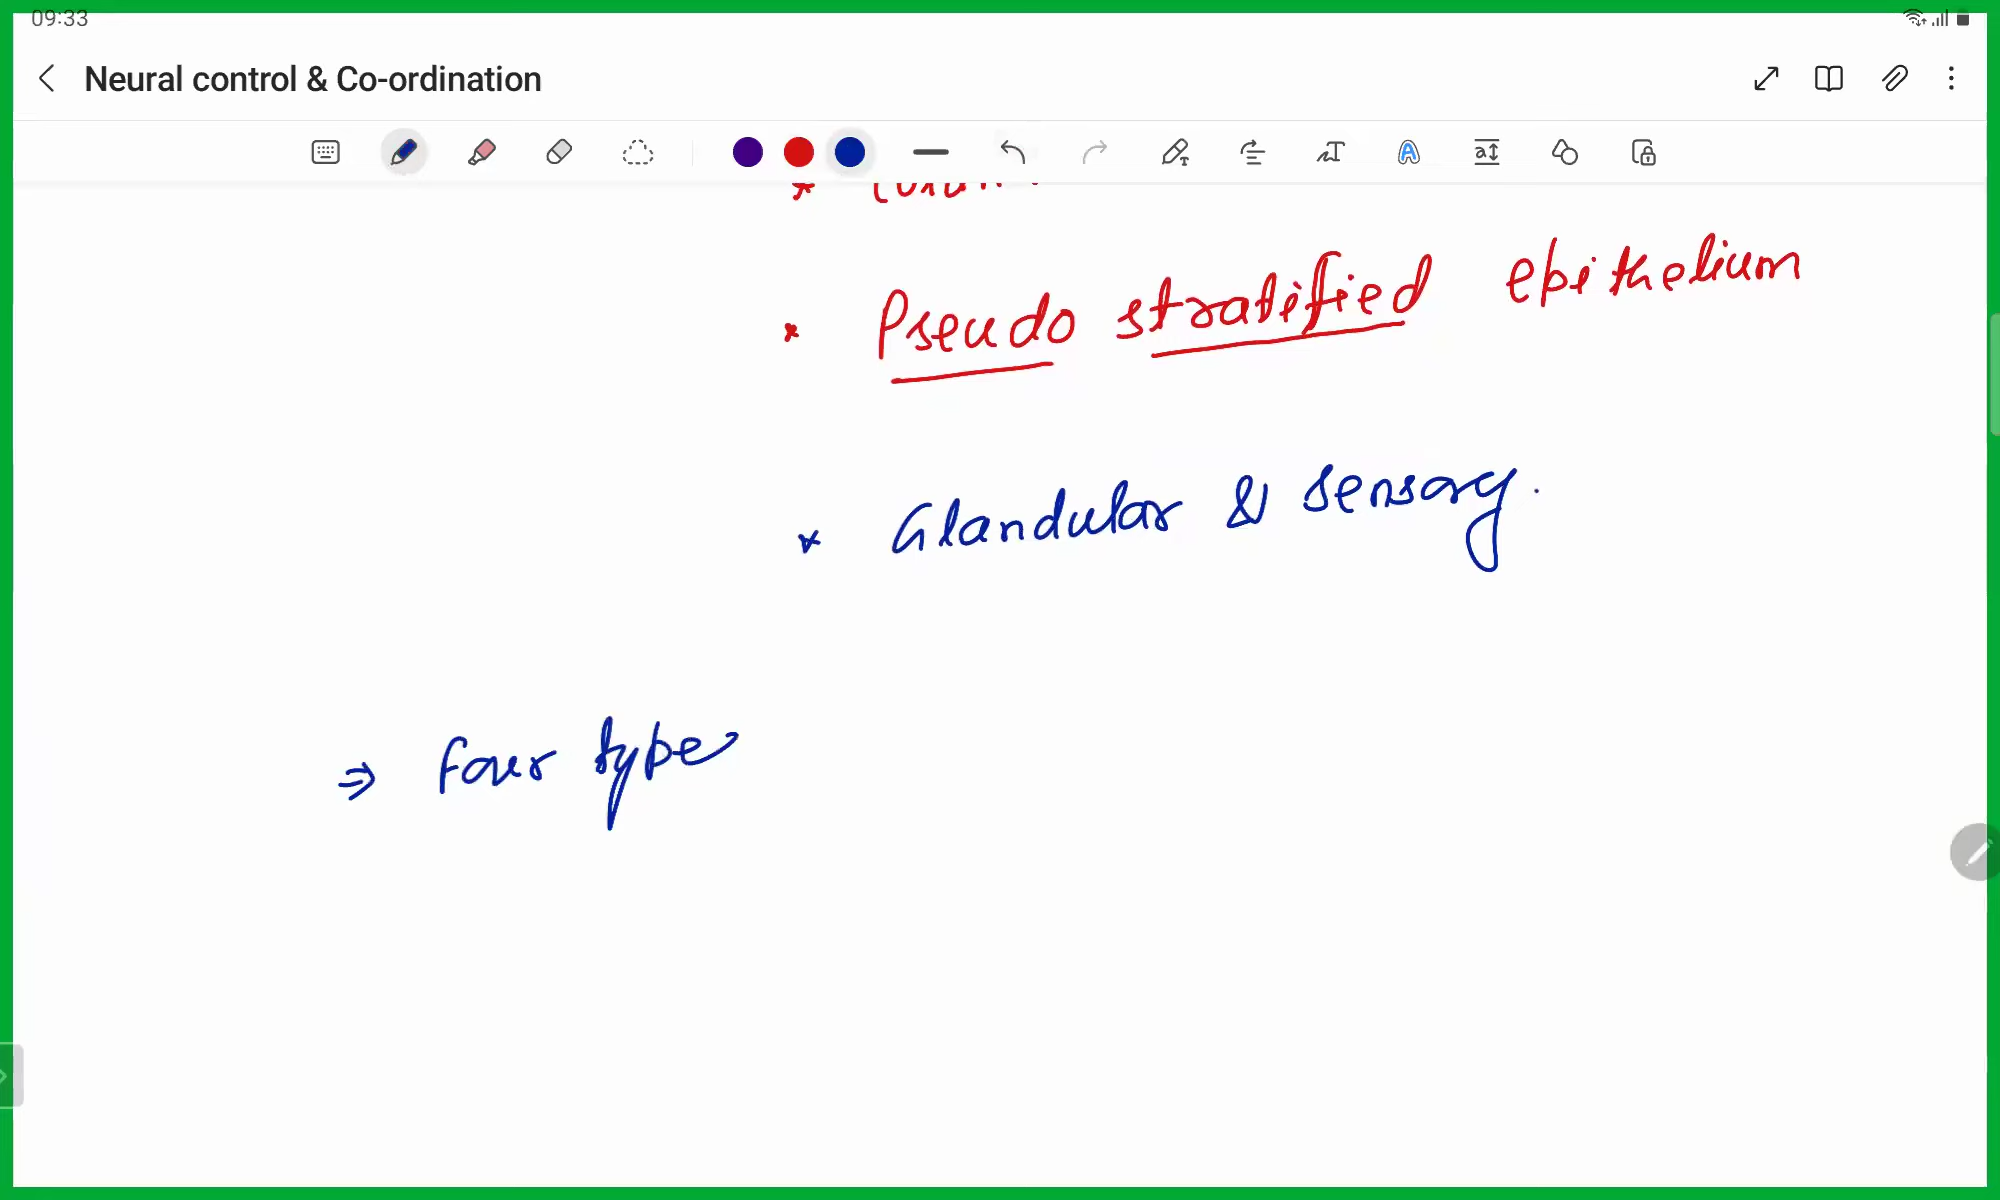 09:33
Neural control & Co-ordination
* Pseudo stratified epithelium
* Glandular & sensory.
⇒ four type